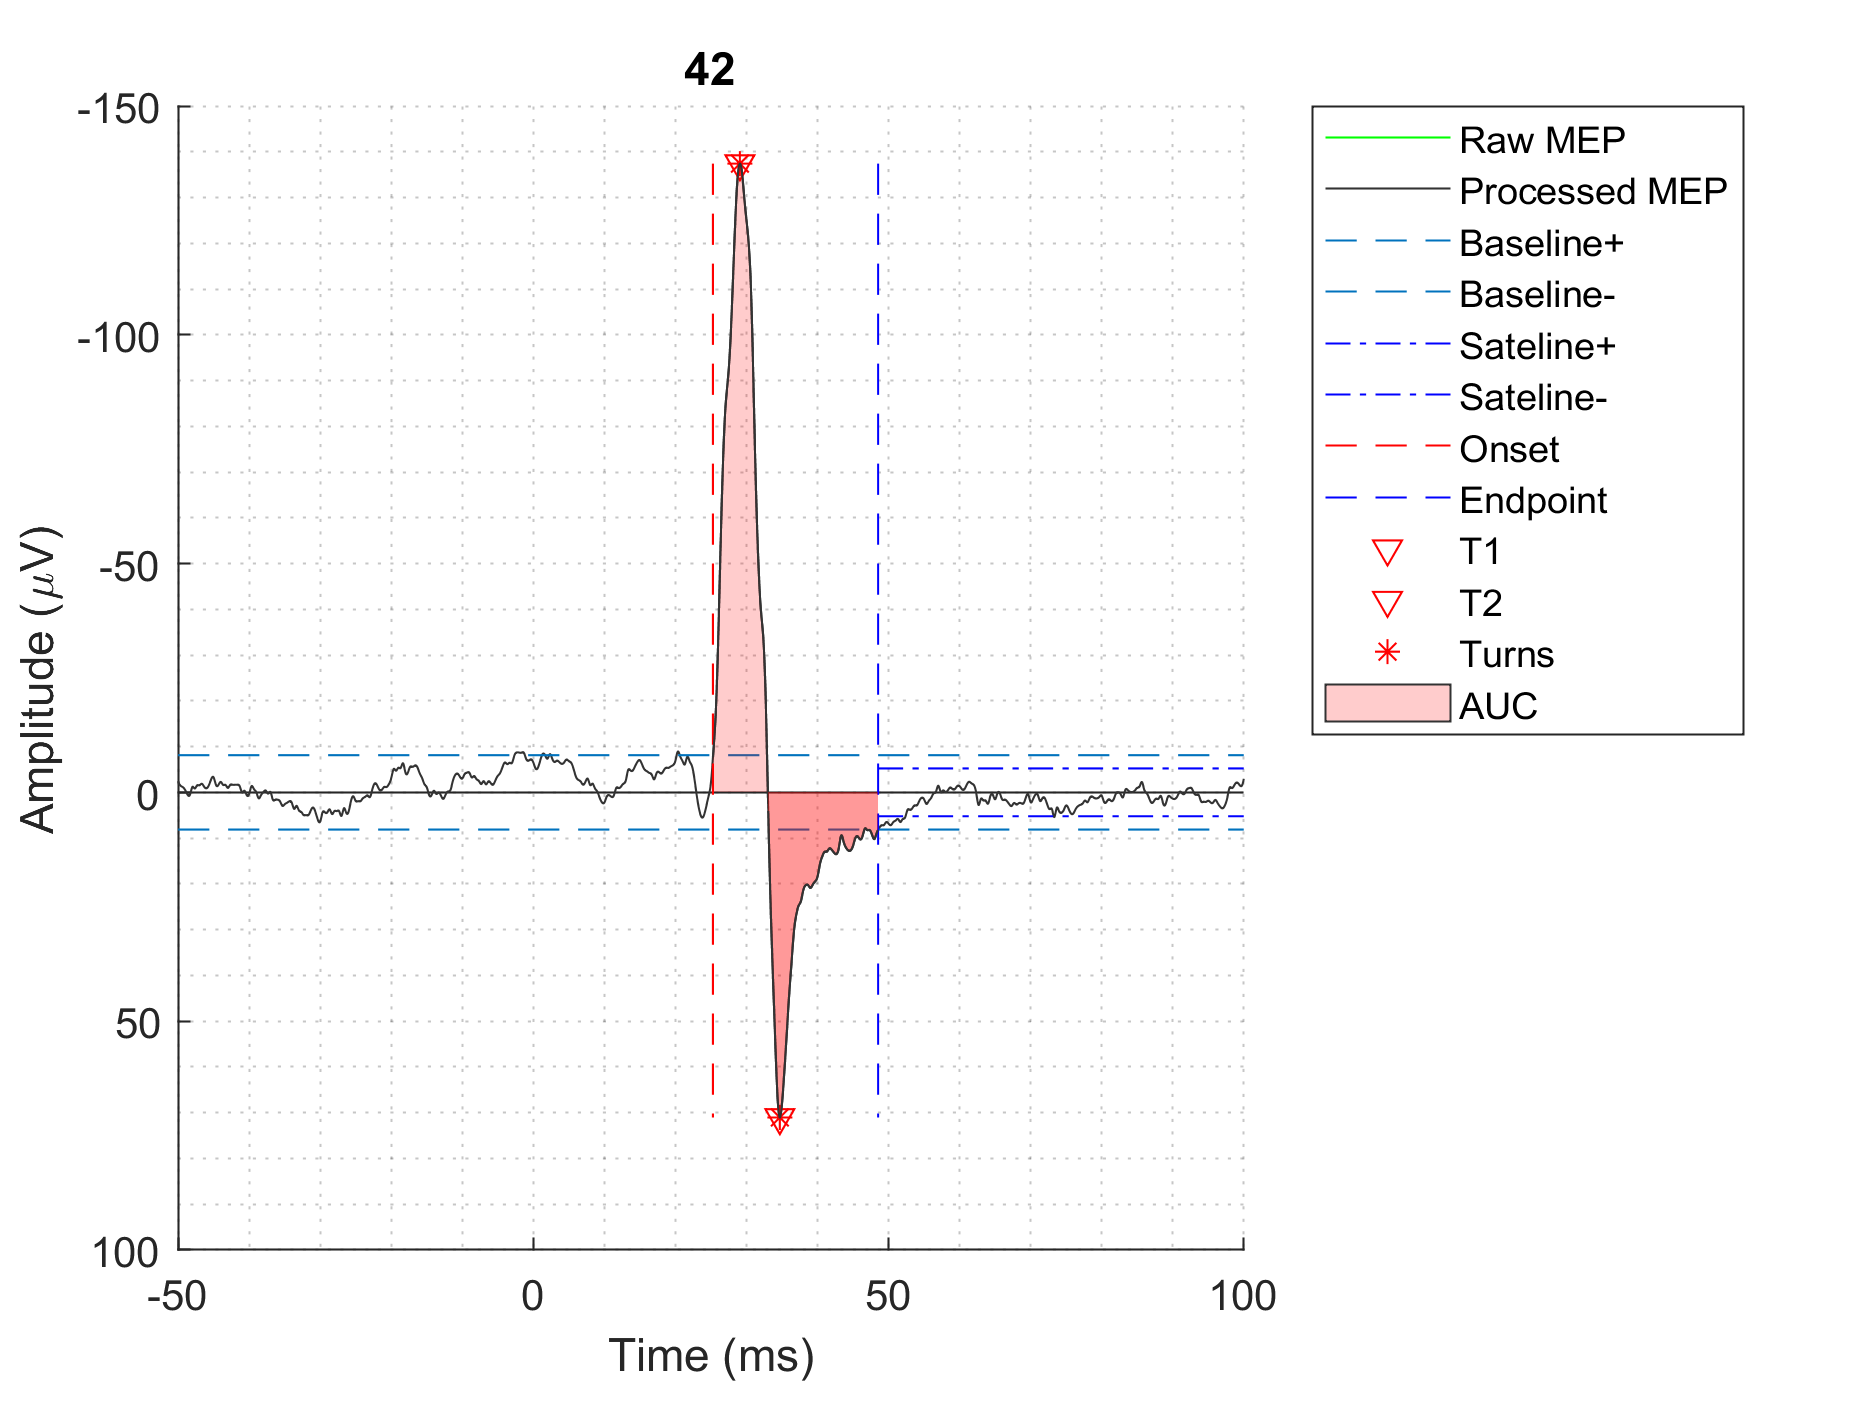 42
-150
-100
-50
0
50
100
Amplitude (μV)
-50 0 50 100
Time (ms)
Raw MEP
Processed MEP
Baseline+
Baseline-
Sateline+
Sateline-
Onset
Endpoint
T1
T2
Turns
AUC